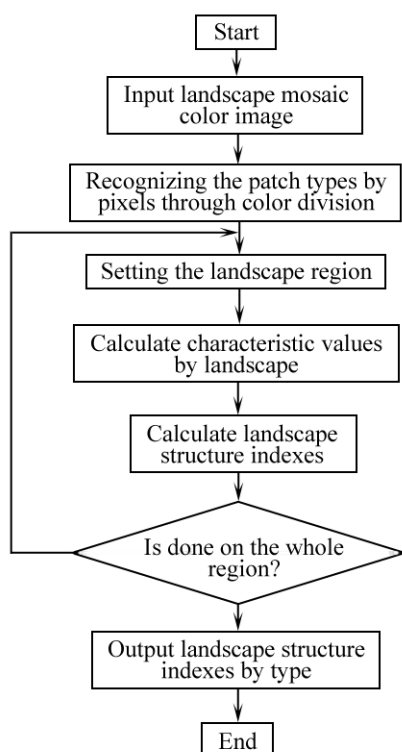 Start
Input landscape mosaic
color image
Recognizing the patch types by
pixels through color division
Setting the landscape region
Calculate characteristic values
by landscape
Calculate landscape
structure indexes
Is done on the whole
region?
Output landscape structure
indexes by type
End